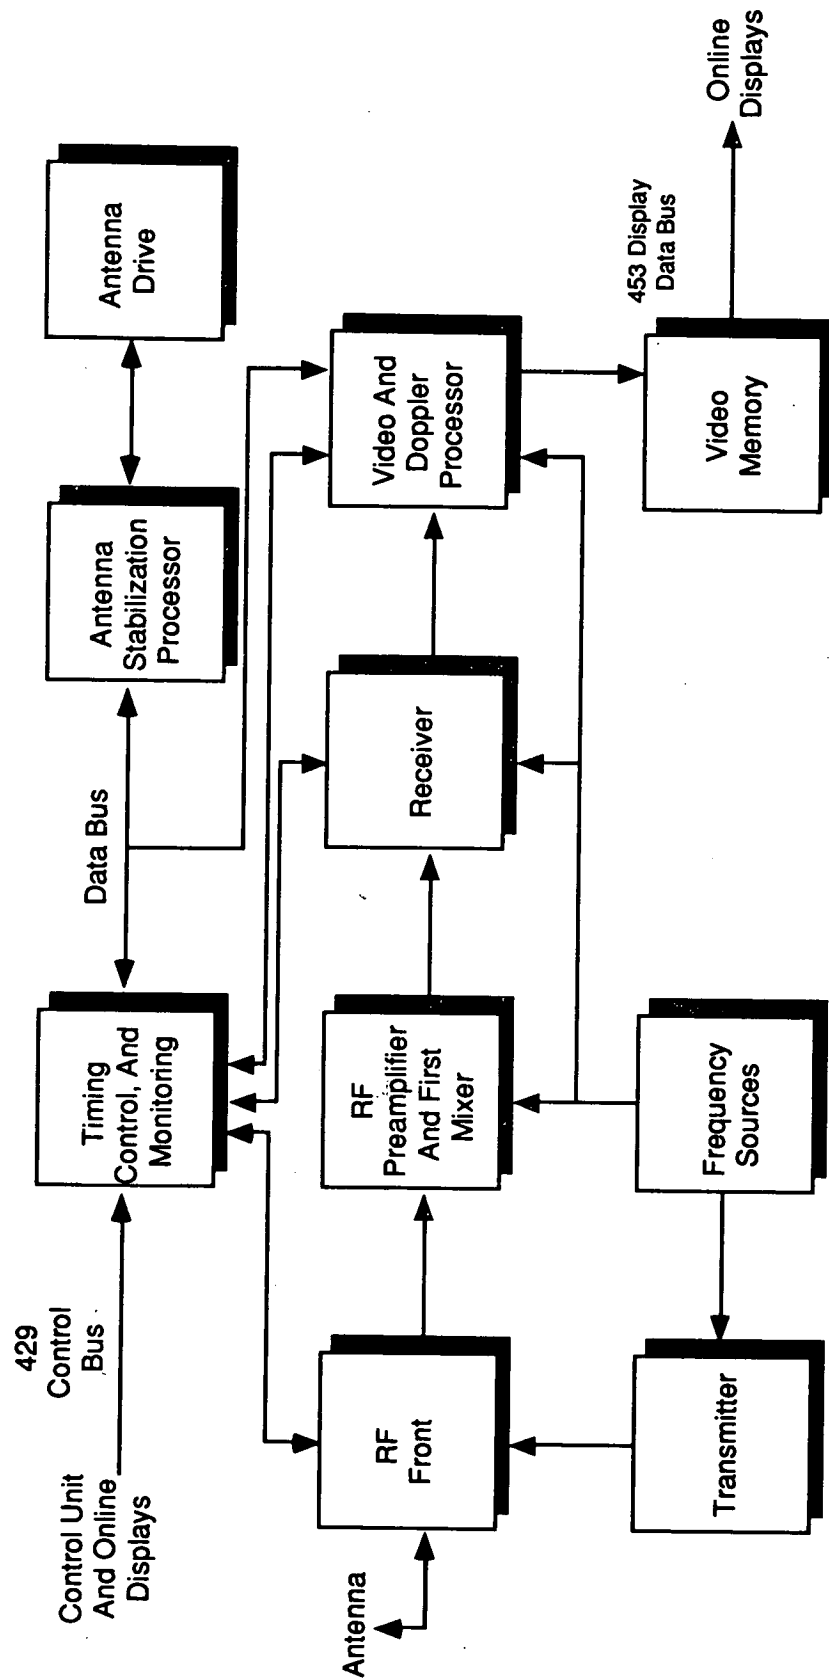 Control Unit
And Online
Displays
429
Control
Bus
Timing
Control, And
Monitoring
Data Bus
Antenna
Stabilization
Processor
Antenna
Drive
Antenna
RF
Front
RF
Preamplifier
And First
Mixer
Receiver
Video And
Doppler
Processor
Transmitter
Frequency
Sources
Video
Memory
453 Display
Data Bus
Online
Displays